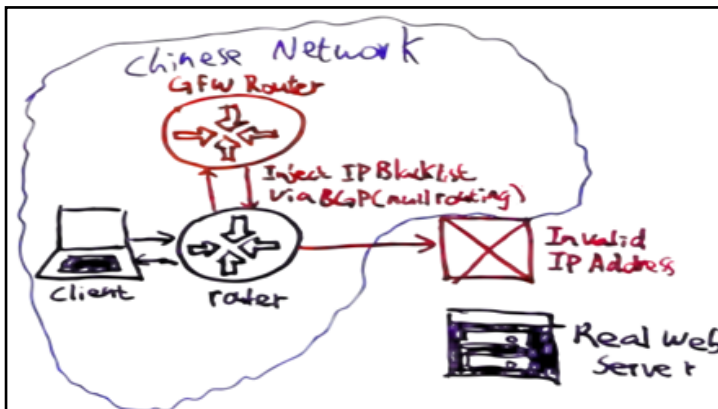 Chinese Network
GFW Router
Inject IP Blacklist
via BGP (null routing)
Invalid
IP Address
client
router
Real Web
Server